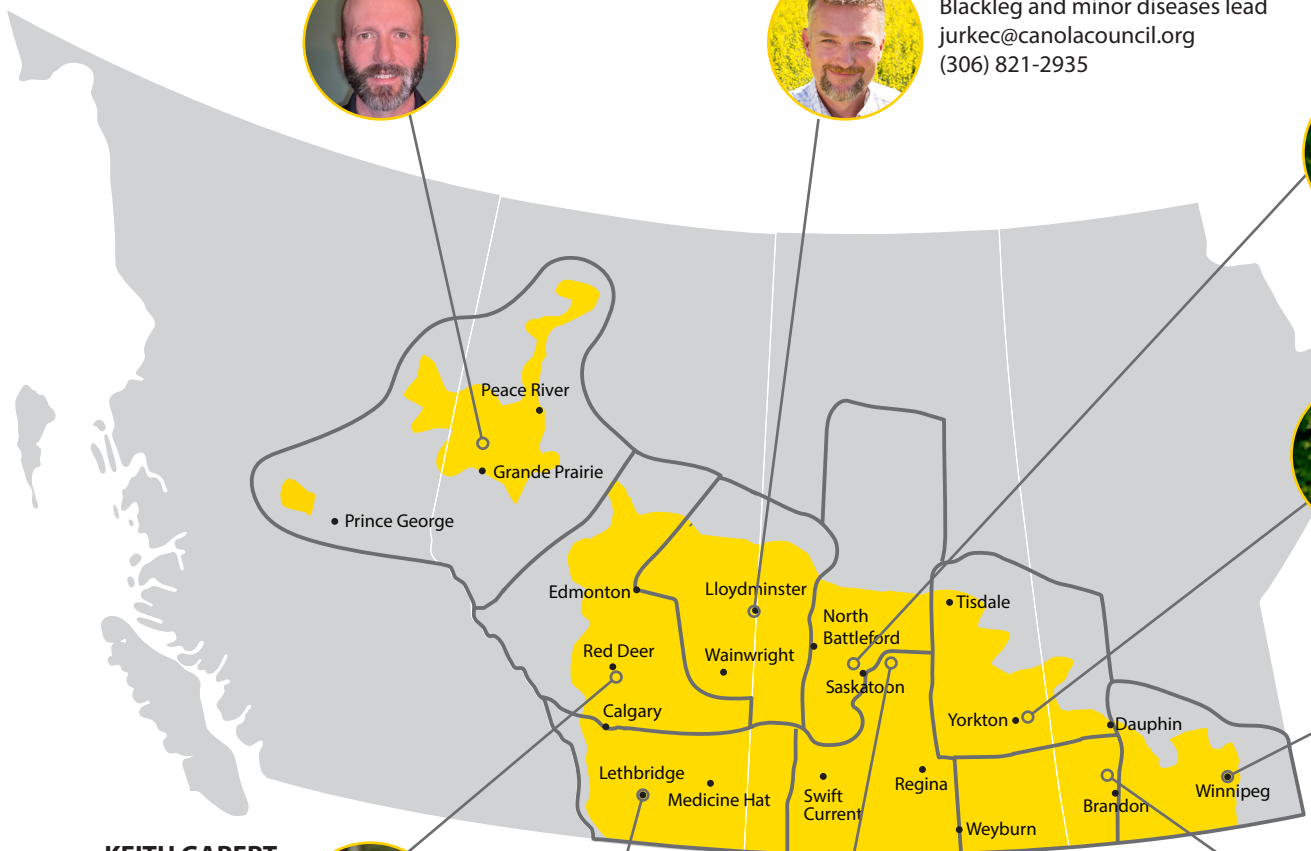 Blackleg and minor diseases lead
jurkec@canolacouncil.org
(306) 821-2935
Peace River
Grande Prairie
Prince George
Edmonton
Lloydminster
Tisdale
North
Battleford
Red Deer
Wainwright
Saskatoon
Calgary
Yorkton
Dauphin
Lethbridge
Medicine Hat
Swift
Current
Regina
Brandon
Winnipeg
Weyburn
KEITH GABERT